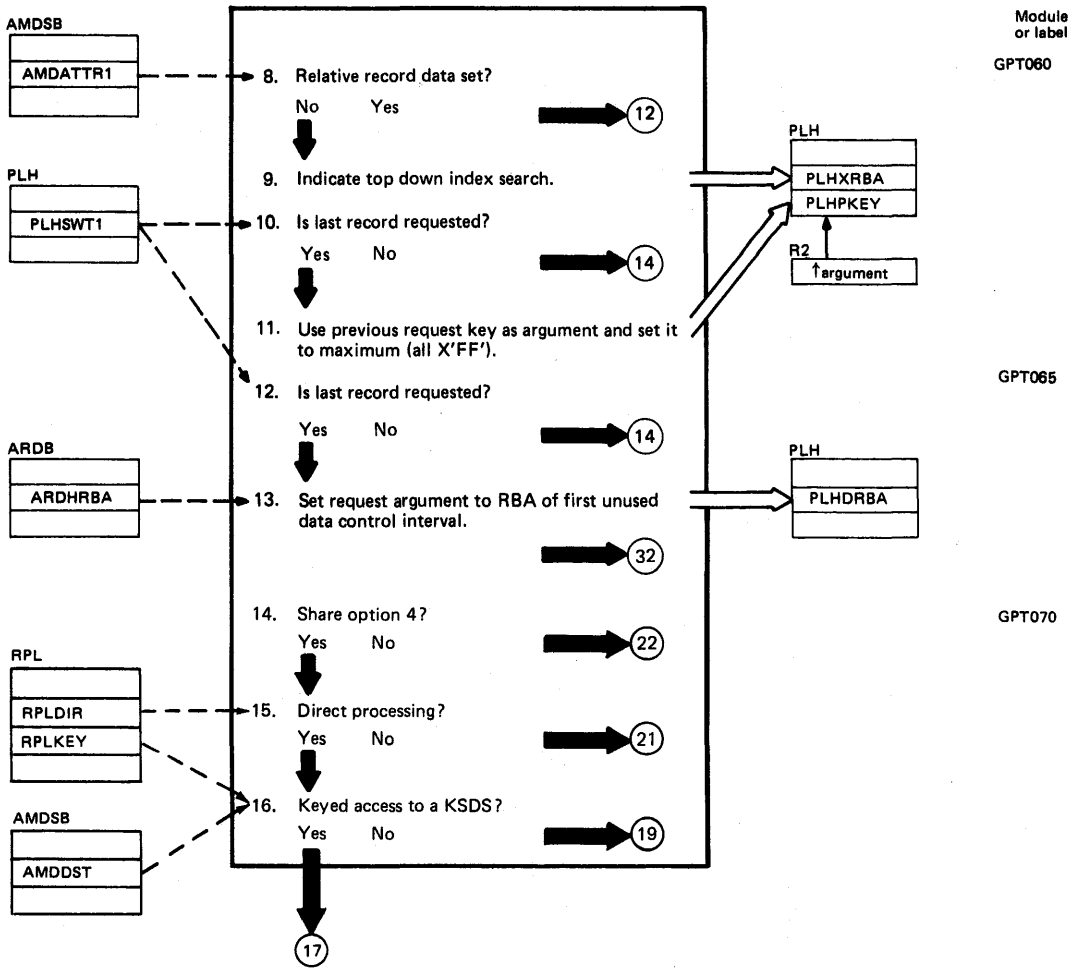 AMDSB
Module
or label
AMDATTR1
8. Relative record data set?
GPT060
No Yes
12
PLH
PLH
9. Indicate top down index search.
PLHXRBA
PLHPKEY
PLHSWT1
10. Is last record requested?
Yes No
14
R2
↑argument
11. Use previous request key as argument and set it
to maximum (all X'FF').
12. Is last record requested?
GPT065
Yes No
14
ARDB
PLH
ARDHRBA
13. Set request argument to RBA of first unused
data control interval.
PLHDRBA
32
14. Share option 4?
GPT070
Yes No
22
RPL
RPLDIR
15. Direct processing?
RPLKEY
Yes No
21
16. Keyed access to a KSDS?
AMDSB
Yes No
19
AMDDST
17